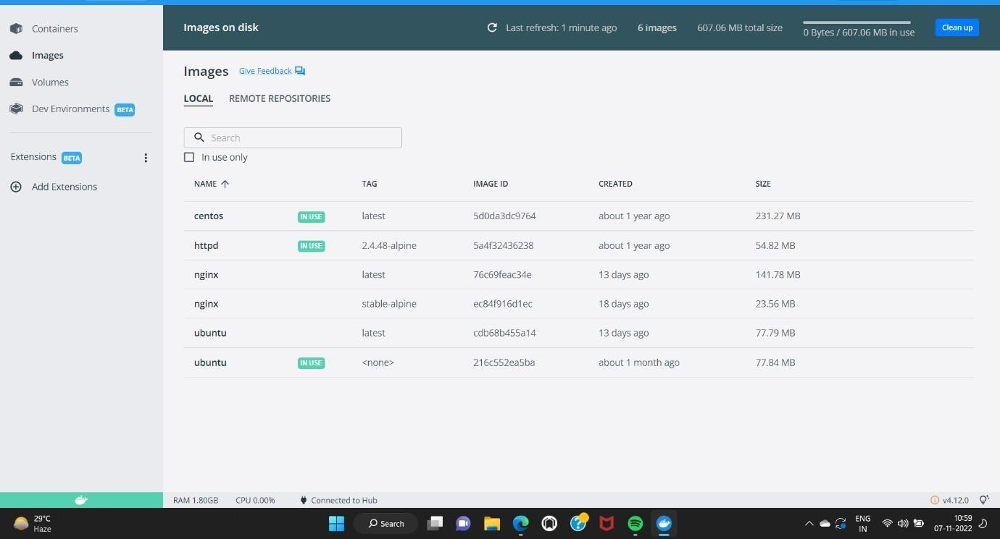 Containers
Images
Volumes
Dev Environments BETA
Extensions BETA
Add Extensions
Images on disk
Last refresh: 1 minute ago
6 images
607.06 MB total size
0 Bytes / 607.06 MB in use
Clean up
Images Give Feedback
LOCAL REMOTE REPOSITORIES
Search
In use only
NAME TAG IMAGE ID CREATED SIZE
centos IN USE latest 5d0da3dc9764 about 1 year ago 231.27 MB
httpd IN USE 2.4.48-alpine 5a4f32436238 about 1 year ago 54.82 MB
nginx latest 76c69feac34e 13 days ago 141.78 MB
nginx stable-alpine ec84f916d1ec 18 days ago 23.56 MB
ubuntu latest cdb68b455a14 13 days ago 77.79 MB
ubuntu IN USE <none> 216c552ea5ba about 1 month ago 77.84 MB
RAM 1.80GB CPU 0.00% Connected to Hub v4.12.0
29°C
Haze
Search
ENG
IN
10:59
07-11-2022